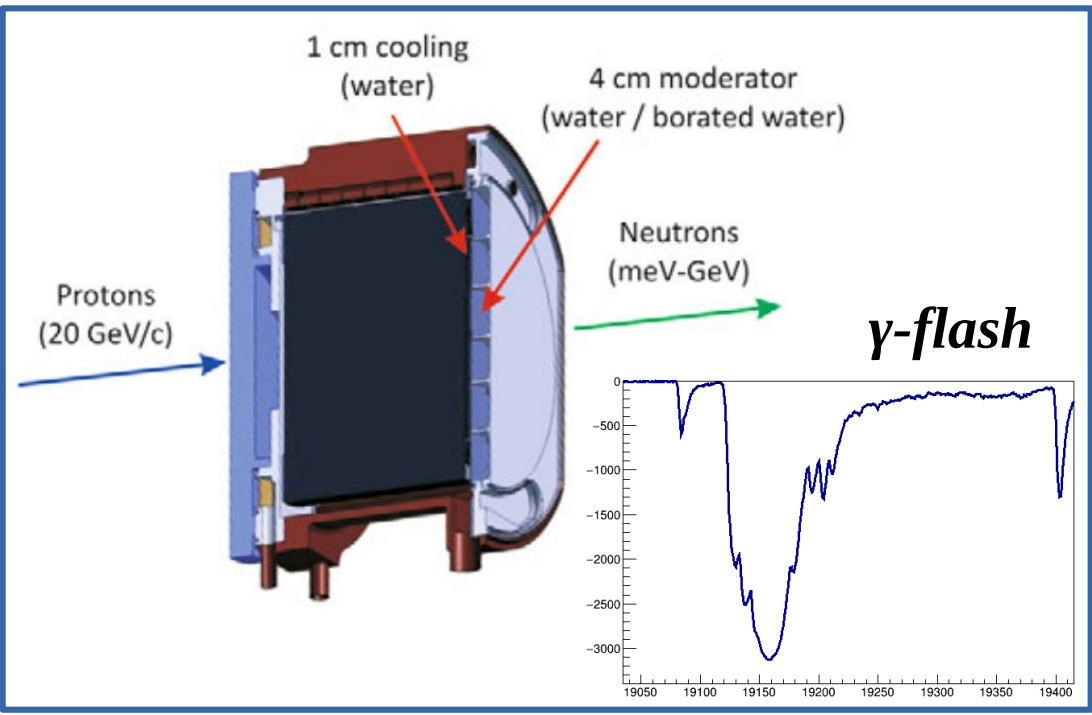 1 cm cooling
(water)
4 cm moderator
(water / borated water)
Neutrons
(meV-GeV)
Protons
(20 GeV/c)
γ-flash
0
−500
−1000
−1500
−2000
−2500
−3000
19050 19100 19150 19200 19250 19300 19350 19400